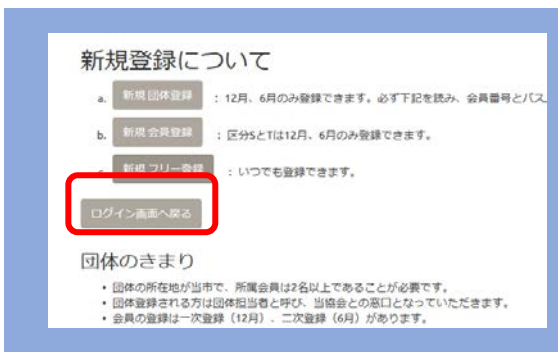 新規登録について
a. 新規 団体登録 : 12月、6月のみ登録できます。必ず下記を読み、会員番号とパス
b. 新規 会員登録 : 区分SとTは12月、6月のみ登録できます。
新規 フリー登録 : いつでも登録できます。
ログイン画面へ戻る
団体のきまり
• 団体の所在地が当市で、所属会員は2名以上であることが必要です。
• 団体登録される方は団体担当者と呼び、当協会との窓口となっていただきます。
• 会員の登録は一次登録（12月）、二次登録（6月）があります。